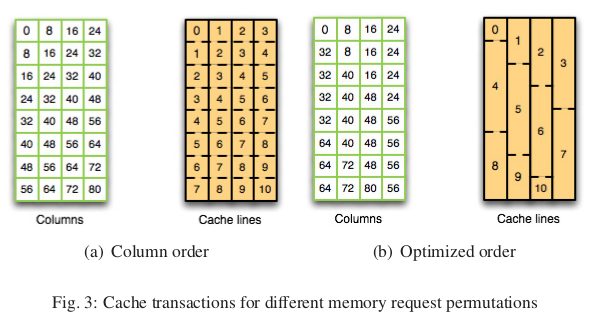 0 8 16 24
8 16 24 32
16 24 32 40
24 32 40 48
32 40 48 56
40 48 56 64
48 56 64 72
56 64 72 80
Columns
0 1 2 3
1 2 3 4
2 3 4 5
3 4 5 6
4 5 6 7
5 6 7 8
6 7 8 9
7 8 9 10
Cache lines
(a) Column order
0 8 16 24
32 8 16 24
32 40 16 24
32 40 48 24
32 40 48 56
64 40 48 56
64 72 48 56
64 72 80 56
Columns
0
1
2
3
4
5
6
7
8
9
10
Cache lines
(b) Optimized order
Fig. 3: Cache transactions for different memory request permutations